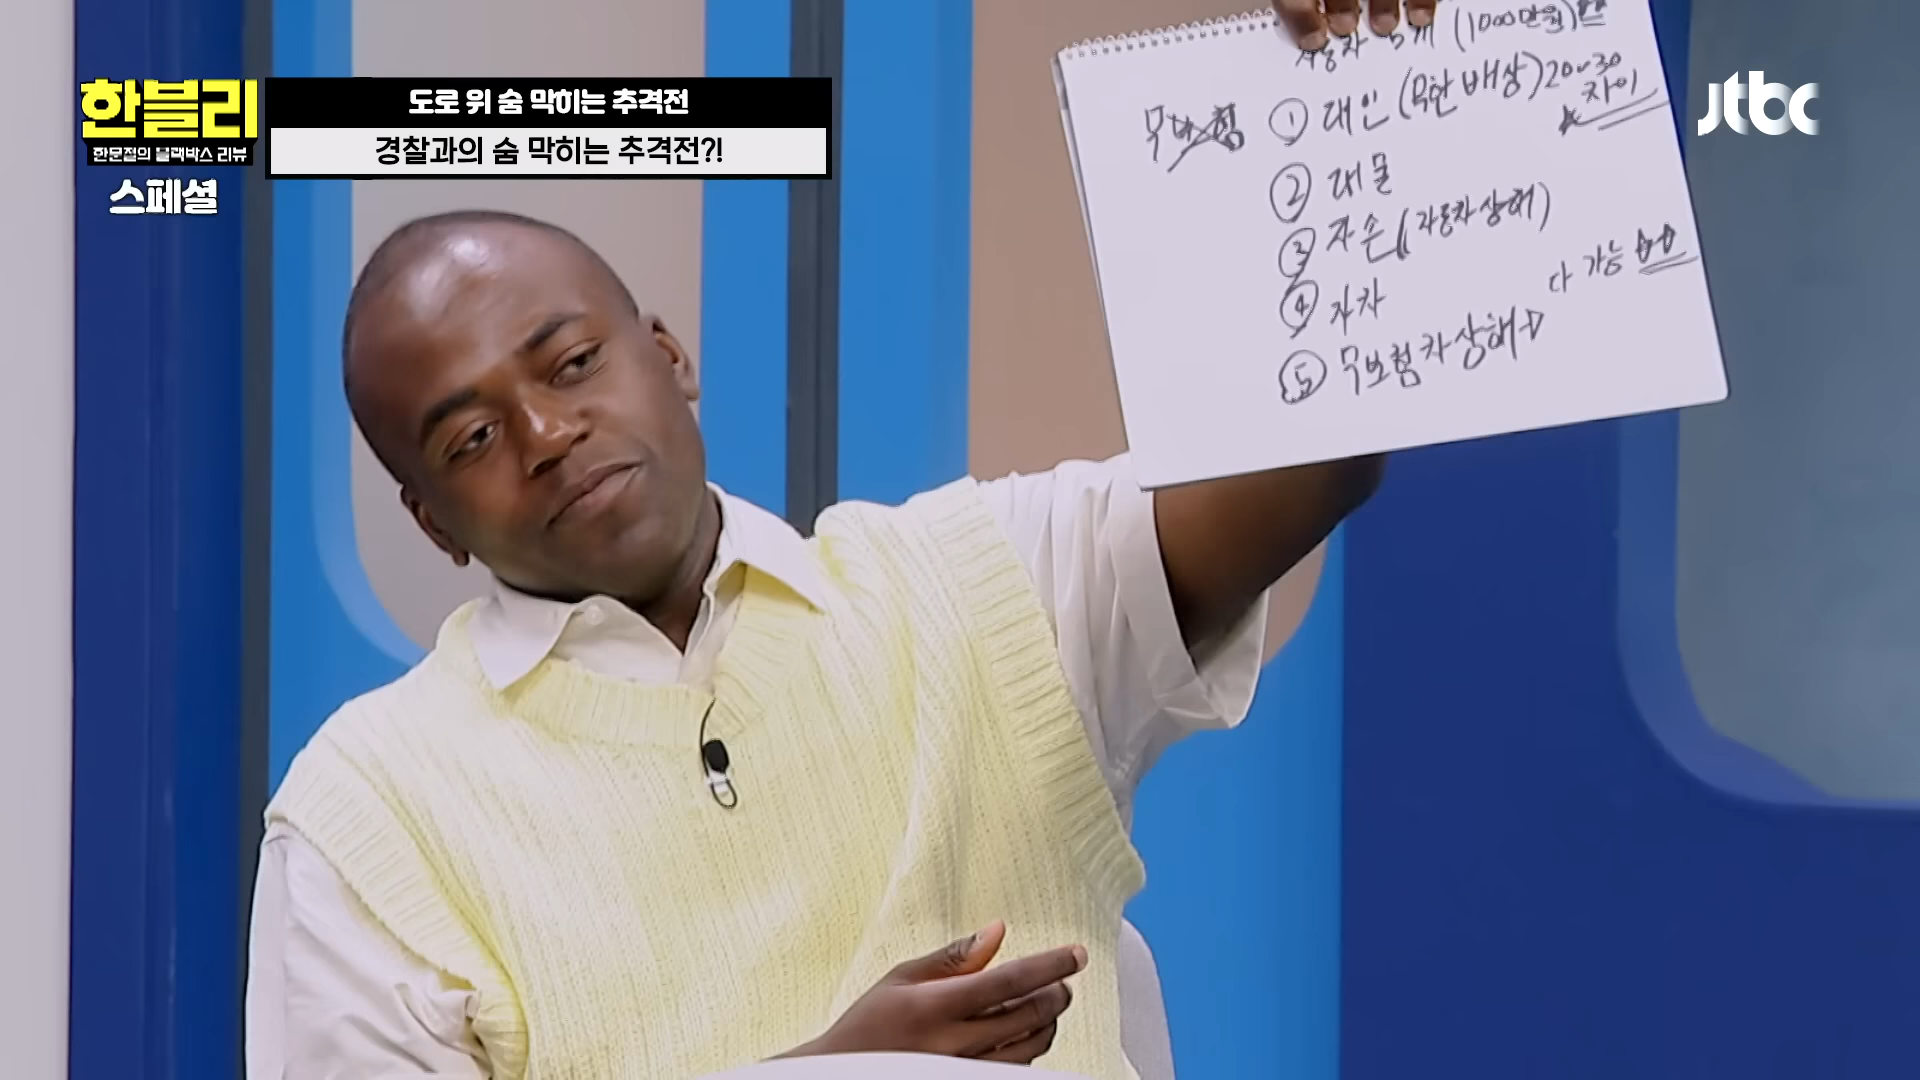 한블리
한문철의 블랙박스 리뷰
스페셜
도로 위 숨 막히는 추격전
경찰과의 숨 막히는 추격전?!
jtbc
(1000만원)
무보험 ① 대인 (무한 배상) 20~30
차이
② 대물
③ 자손 (자동차상해)
④ 자차
다 가능
⑤ 무보험차상해→